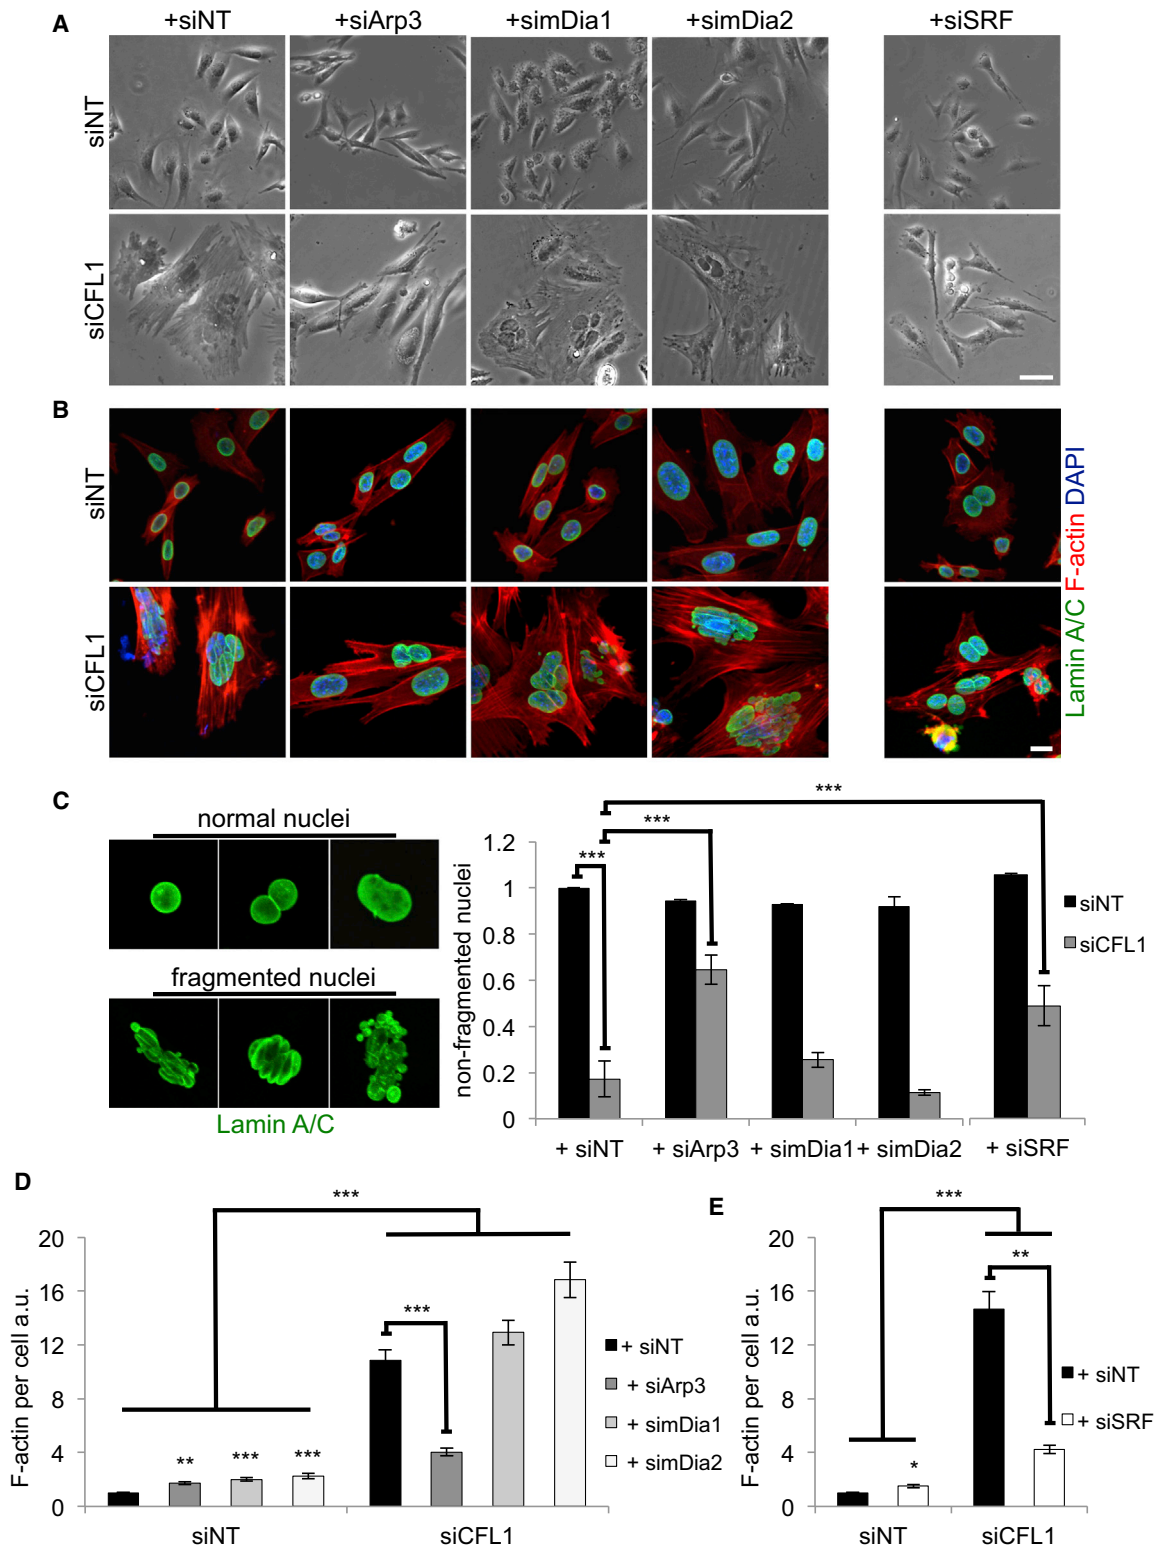 A
+siNT +siArp3 +simDia1 +simDia2 +siSRF
siNT
siCFL1
B
siNT
siCFL1
Lamin A/C F-actin DAPI
C
normal nuclei
fragmented nuclei
Lamin A/C
***
***
***
non-fragmented nuclei
1.2
1
0.8
0.6
0.4
0.2
0
+ siNT + siArp3 + simDia1 + simDia2 + siSRF
siNT
siCFL1
D
***
***
** *** ***
F-actin per cell a.u.
20
16
12
8
4
0
siNT siCFL1
+ siNT
+ siArp3
+ simDia1
+ simDia2
E
***
**
*
F-actin per cell a.u.
20
16
12
8
4
0
siNT siCFL1
+ siNT
+ siSRF